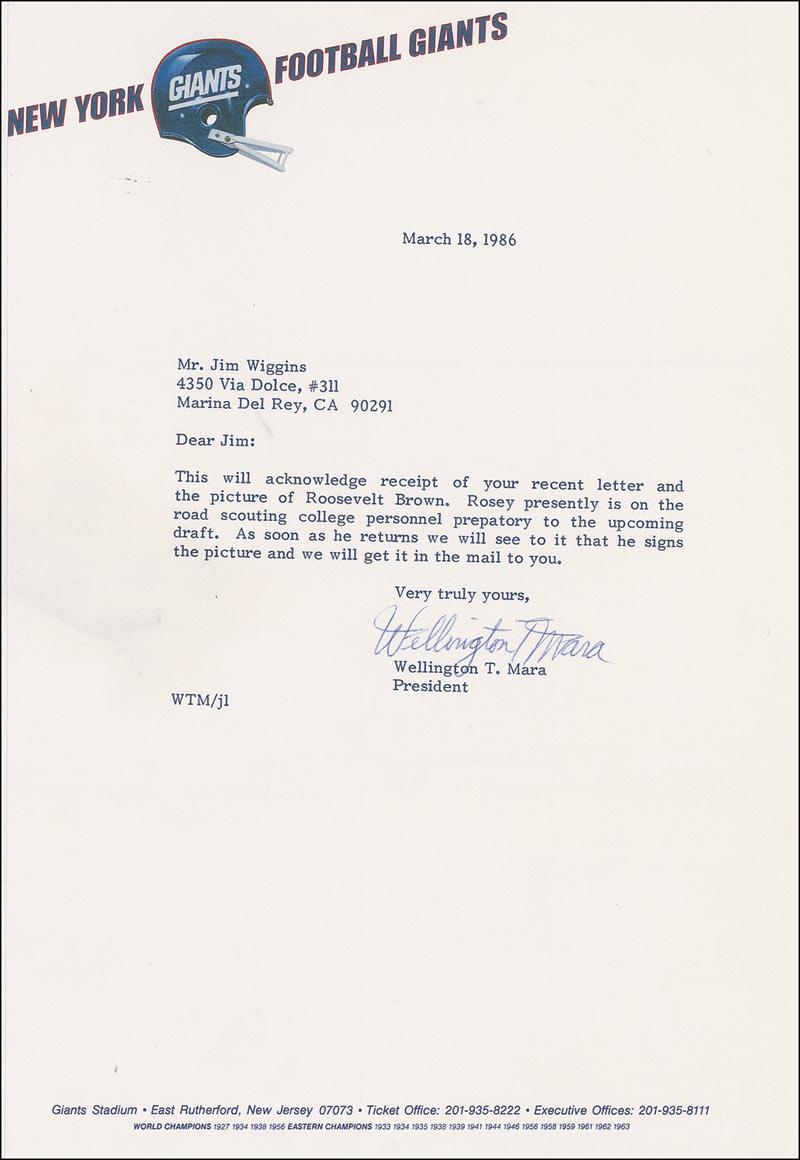 NEW YORK GIANTS FOOTBALL GIANTS
March 18, 1986
Mr. Jim Wiggins
4350 Via Dolce, #311
Marina Del Rey, CA 90291
Dear Jim:
This will acknowledge receipt of your recent letter and
the picture of Roosevelt Brown. Rosey presently is on the
road scouting college personnel prepatory to the upcoming
draft. As soon as he returns we will see to it that he signs
the picture and we will get it in the mail to you.
Very truly yours,
Wellington T Mara
Wellington T. Mara
President
WTM/jl
Giants Stadium • East Rutherford, New Jersey 07073 • Ticket Office: 201-935-8222 • Executive Offices: 201-935-8111
WORLD CHAMPIONS 1927 1934 1938 1956 EASTERN CHAMPIONS 1933 1934 1935 1938 1939 1941 1944 1946 1956 1958 1959 1961 1962 1963